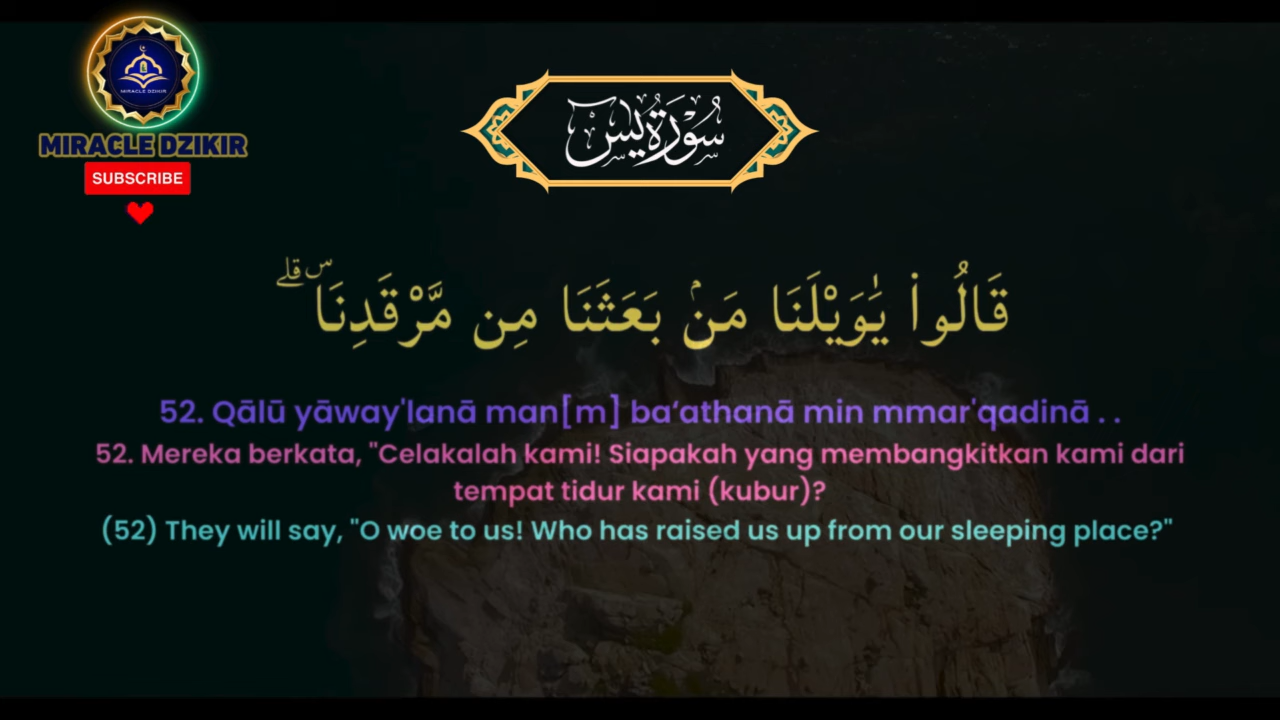 MIRACLE DZIKIR
MIRACLE DZIKIR
SUBSCRIBE
سُوْرَةُ يٰسٓ
قَالُوا۟ يَٰوَيْلَنَا مَنۢ بَعَثَنَا مِن مَّرْقَدِنَا ۜ ۗ
52. Qālū yāway'lanā man[m] ba‘athanā min mmar'qadinā . .
52. Mereka berkata, "Celakalah kami! Siapakah yang membangkitkan kami dari
tempat tidur kami (kubur)?
(52) They will say, "O woe to us! Who has raised us up from our sleeping place?"